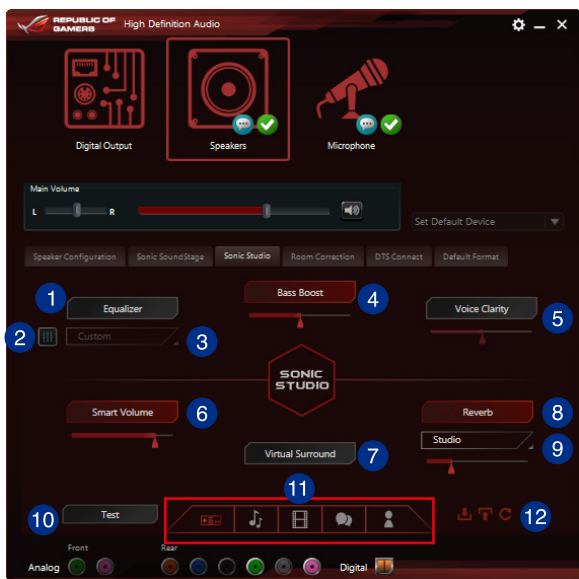 REPUBLIC OF
GAMERS
High Definition Audio
Digital Output
Speakers
Microphone
Main Volume
L R
Set Default Device
Speaker Configuration Sonic SoundStage Sonic Studio Room Correction DTS Connect Default Format
1 Equalizer
Bass Boost 4
Voice Clarity 5
2 Custom 3
SONIC
STUDIO
Smart Volume 6
Reverb 8
Studio 9
Virtual Surround 7
11
10 Test
12
Front Rear
Analog Digital